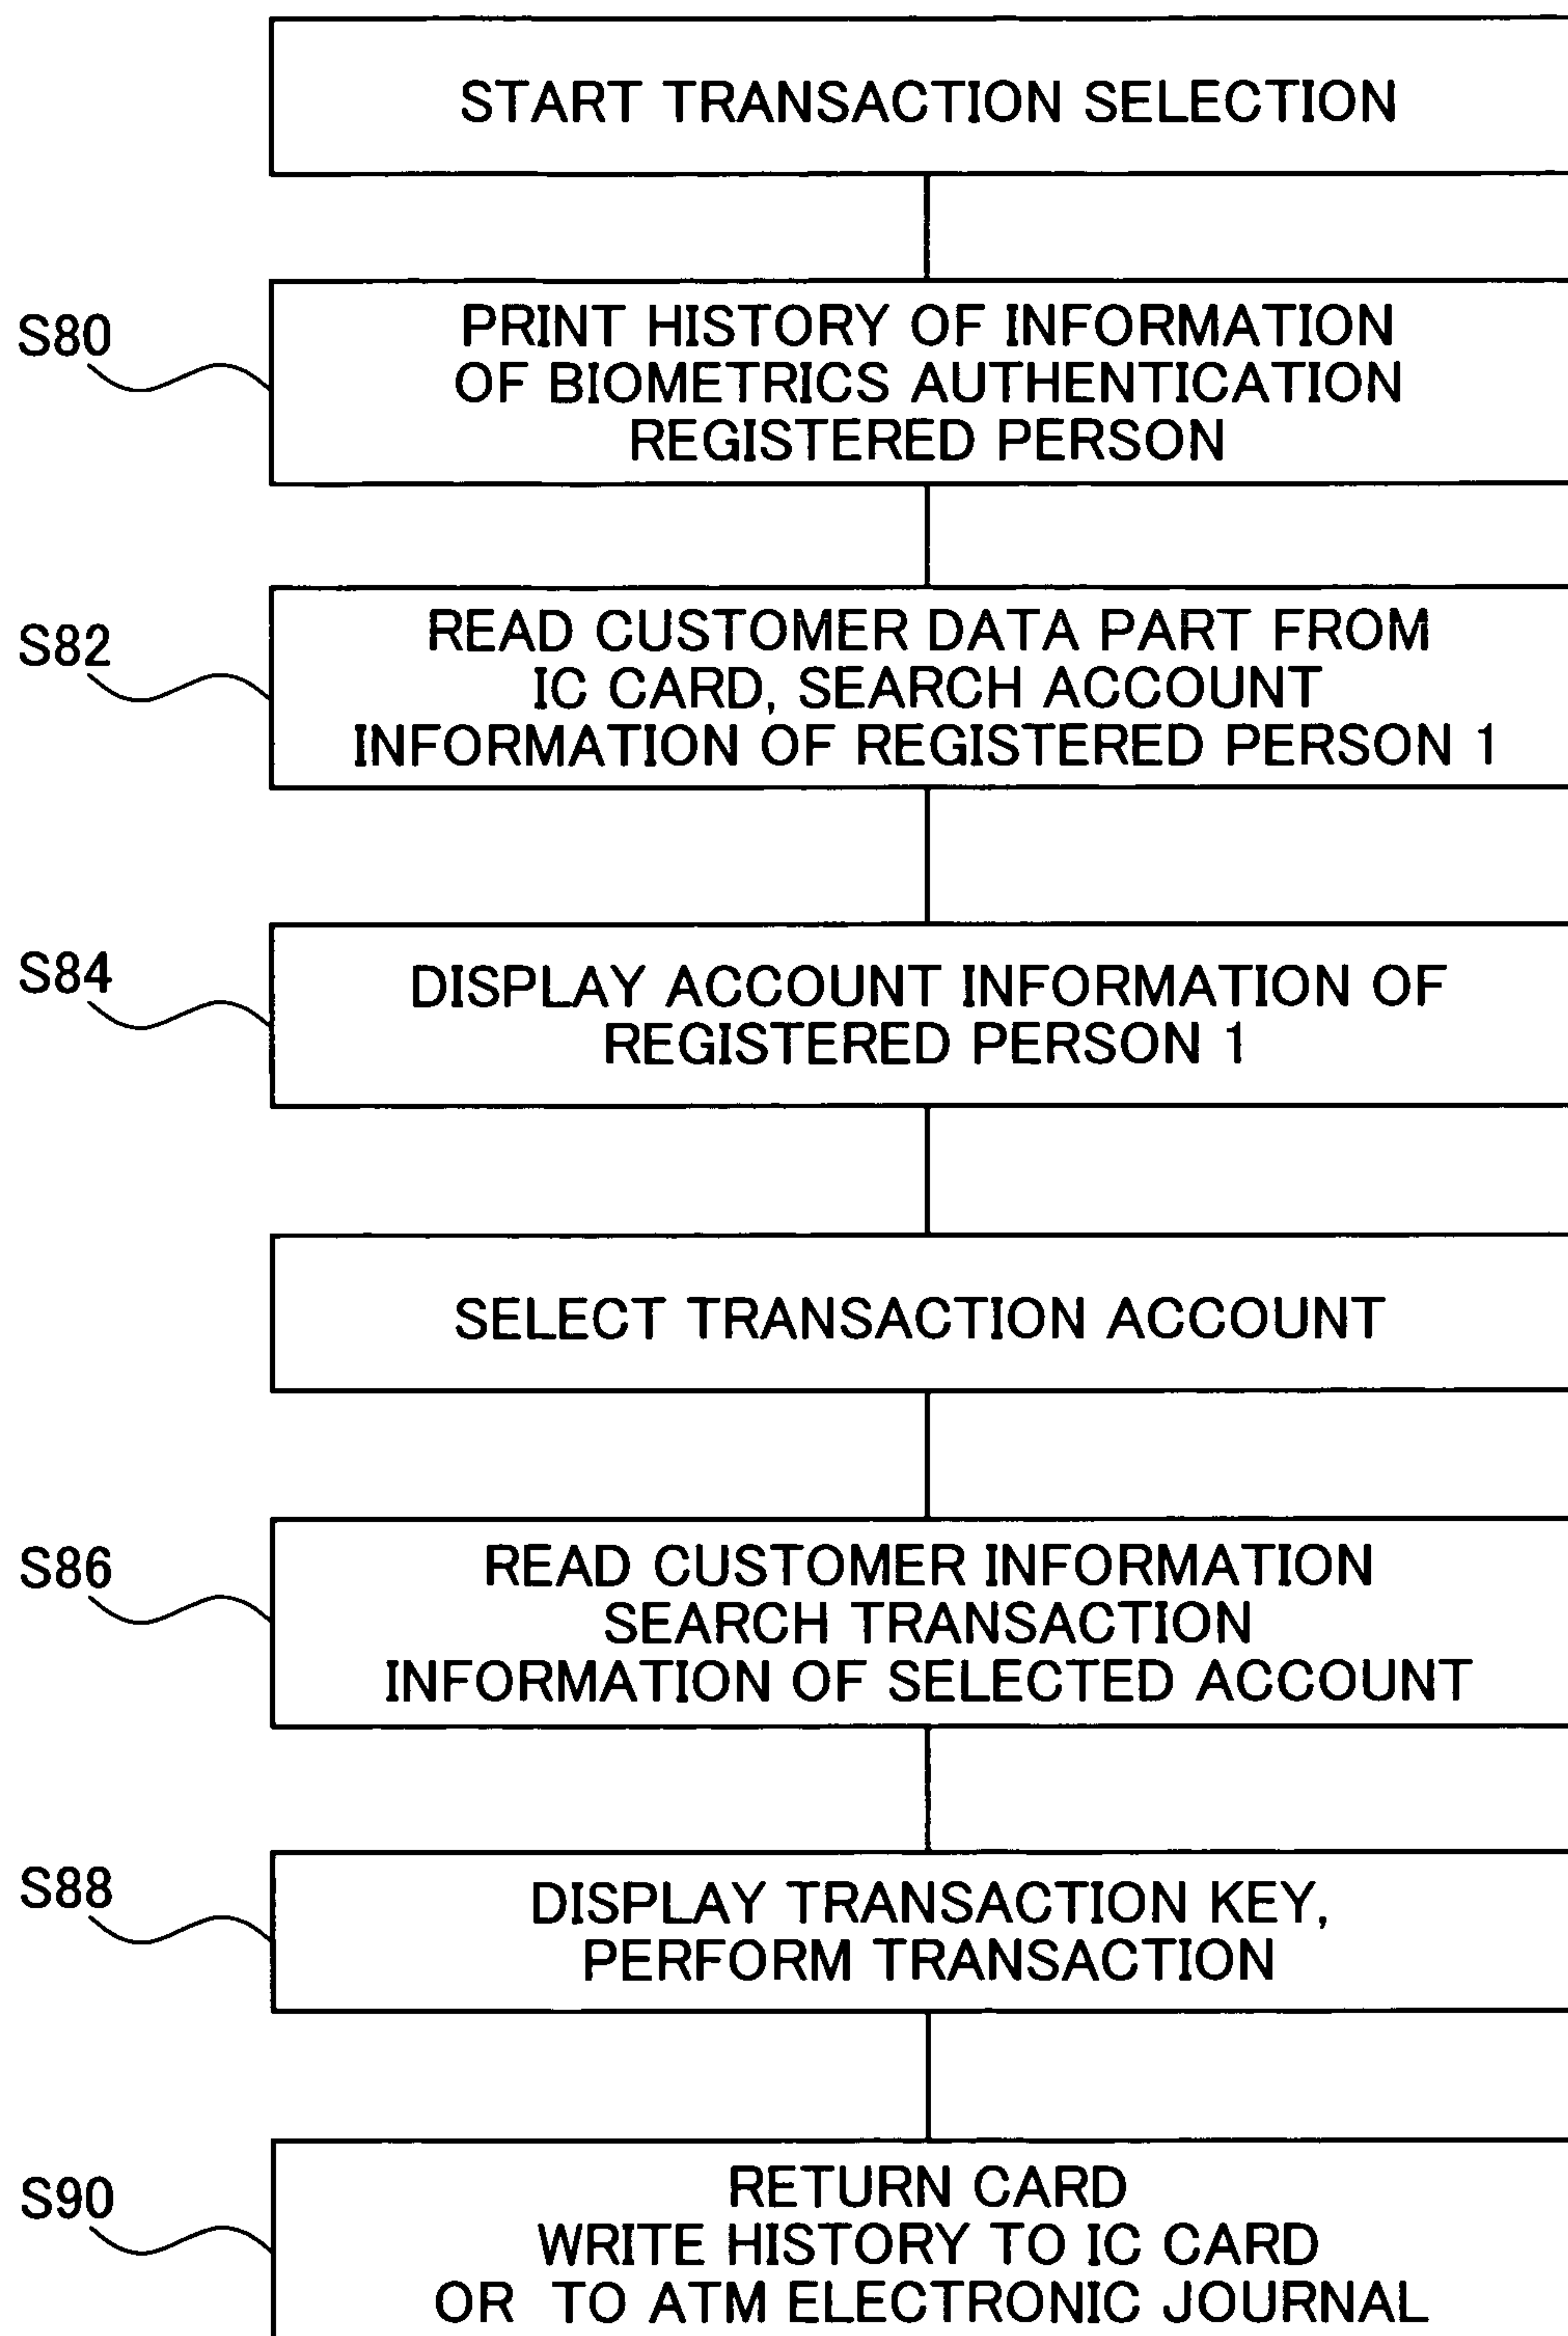 START TRANSACTION SELECTION
S80
PRINT HISTORY OF INFORMATION
OF BIOMETRICS AUTHENTICATION
REGISTERED PERSON
S82
READ CUSTOMER DATA PART FROM
IC CARD, SEARCH ACCOUNT
INFORMATION OF REGISTERED PERSON 1
S84
DISPLAY ACCOUNT INFORMATION OF
REGISTERED PERSON 1
SELECT TRANSACTION ACCOUNT
S86
READ CUSTOMER INFORMATION
SEARCH TRANSACTION
INFORMATION OF SELECTED ACCOUNT
S88
DISPLAY TRANSACTION KEY,
PERFORM TRANSACTION
S90
RETURN CARD
WRITE HISTORY TO IC CARD
OR TO ATM ELECTRONIC JOURNAL